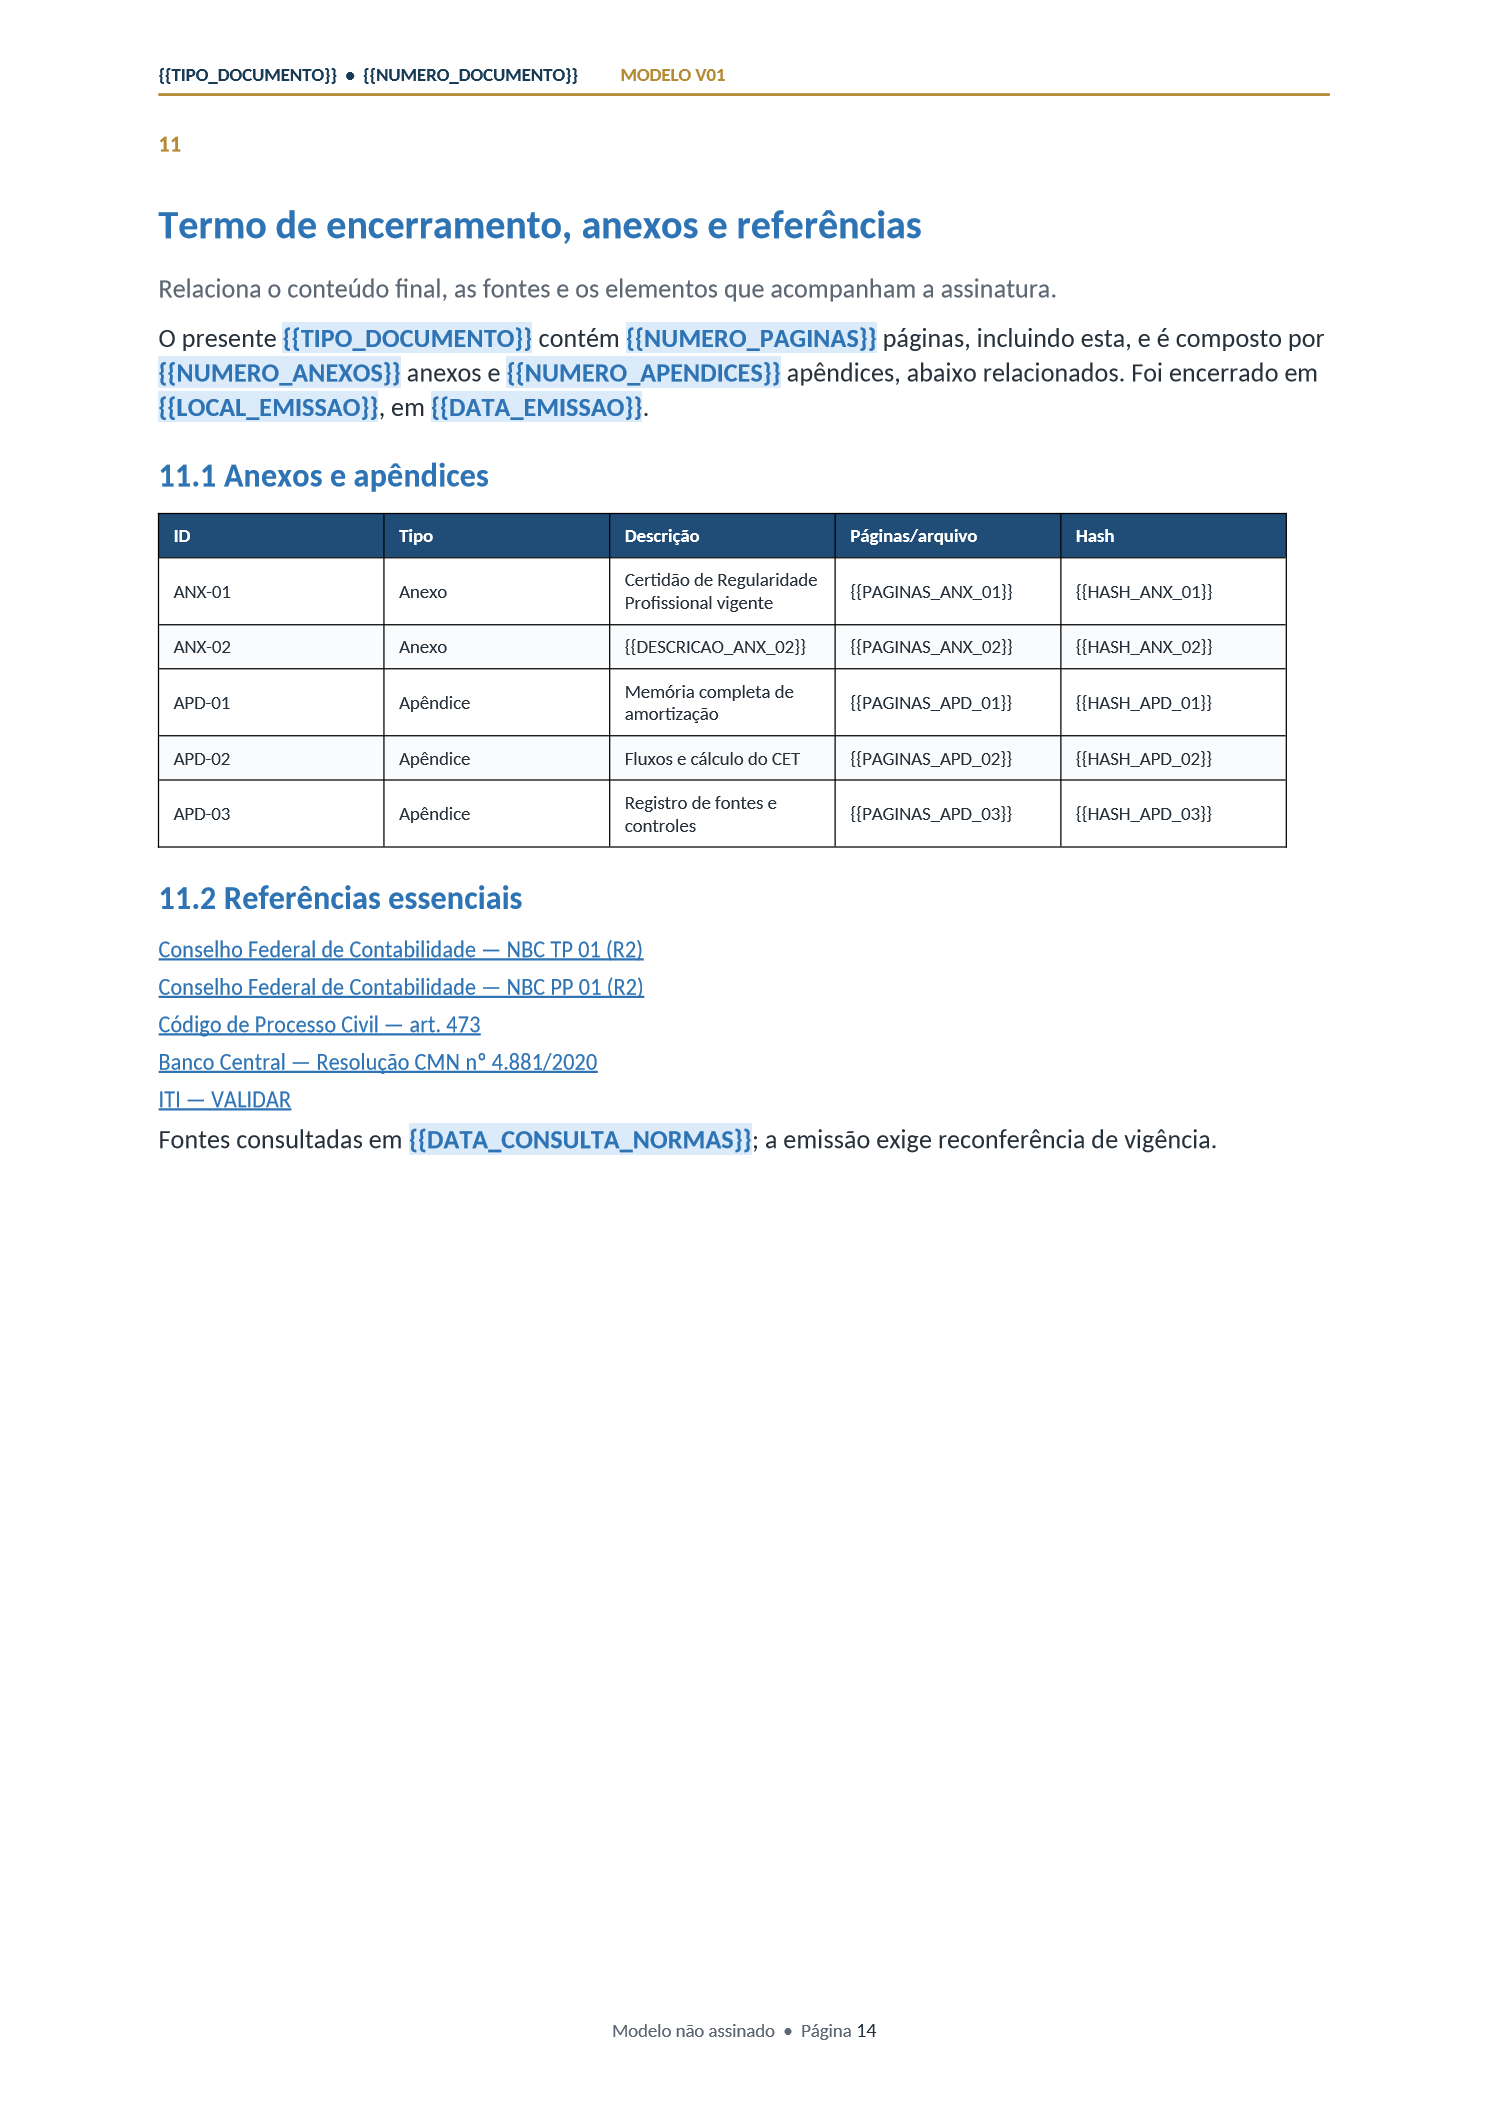 {{TIPO_DOCUMENTO}} • {{NUMERO_DOCUMENTO}} MODELO V01
11
Termo de encerramento, anexos e referências
Relaciona o conteúdo final, as fontes e os elementos que acompanham a assinatura.
O presente {{TIPO_DOCUMENTO}} contém {{NUMERO_PAGINAS}} páginas, incluindo esta, e é composto por
{{NUMERO_ANEXOS}} anexos e {{NUMERO_APENDICES}} apêndices, abaixo relacionados. Foi encerrado em
{{LOCAL_EMISSAO}}, em {{DATA_EMISSAO}}.
11.1 Anexos e apêndices
ID Tipo Descrição Páginas/arquivo Hash
ANX-01 Anexo Certidão de Regularidade Profissional vigente {{PAGINAS_ANX_01}} {{HASH_ANX_01}}
ANX-02 Anexo {{DESCRICAO_ANX_02}} {{PAGINAS_ANX_02}} {{HASH_ANX_02}}
APD-01 Apêndice Memória completa de amortização {{PAGINAS_APD_01}} {{HASH_APD_01}}
APD-02 Apêndice Fluxos e cálculo do CET {{PAGINAS_APD_02}} {{HASH_APD_02}}
APD-03 Apêndice Registro de fontes e controles {{PAGINAS_APD_03}} {{HASH_APD_03}}
11.2 Referências essenciais
Conselho Federal de Contabilidade — NBC TP 01 (R2)
Conselho Federal de Contabilidade — NBC PP 01 (R2)
Código de Processo Civil — art. 473
Banco Central — Resolução CMN nº 4.881/2020
ITI — VALIDAR
Fontes consultadas em {{DATA_CONSULTA_NORMAS}}; a emissão exige reconferência de vigência.
Modelo não assinado • Página 14